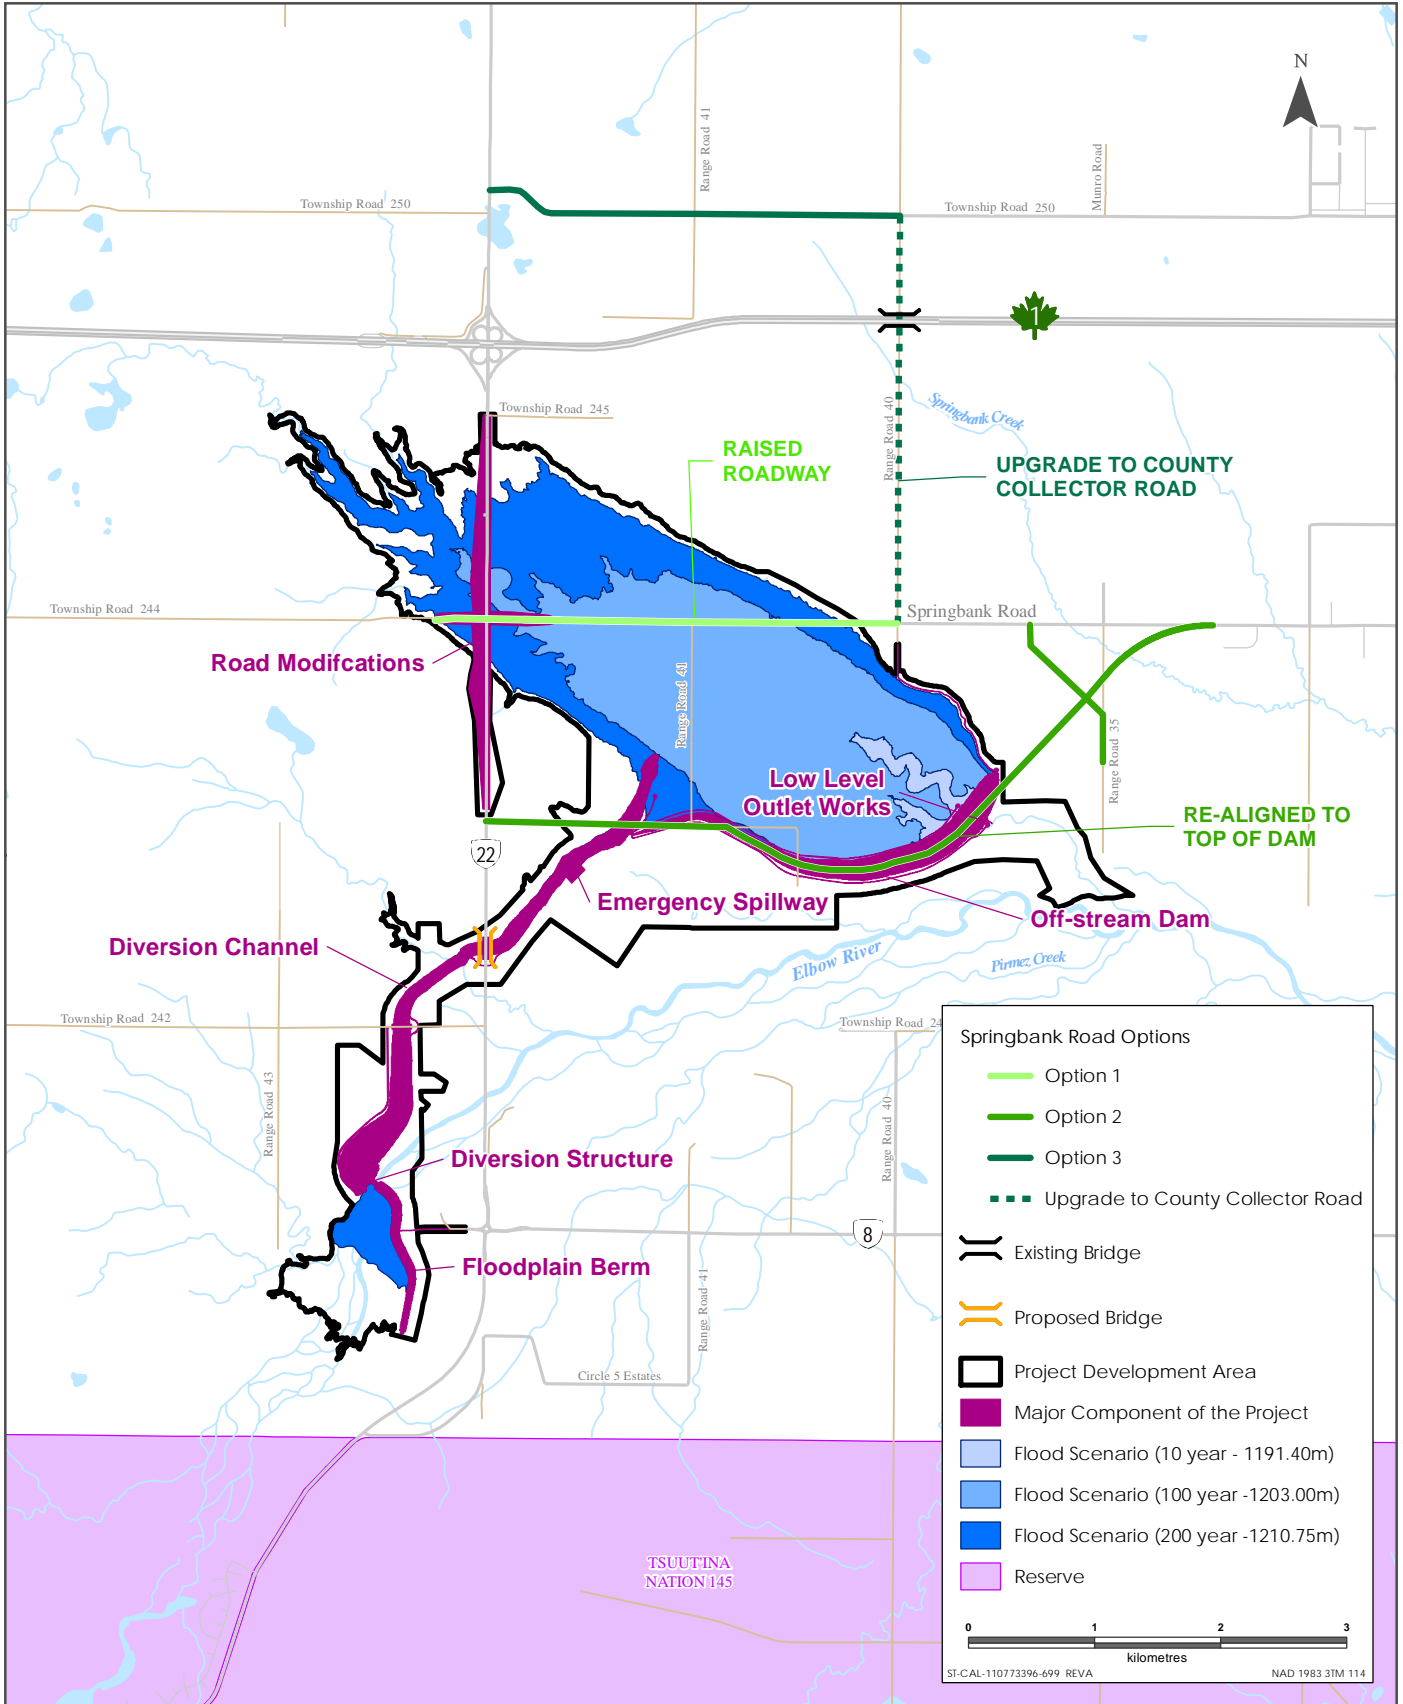 N
Range Road 41
Munro Road
Township Road 250
Township Road 250
1
Township Road 245
Range Road 40
Springbank Creek
RAISED
ROADWAY
UPGRADE TO COUNTY
COLLECTOR ROAD
Township Road 244
Springbank Road
Road Modifcations
Range Road 41
Range Road 35
Low Level
Outlet Works
RE-ALIGNED TO
TOP OF DAM
22
Emergency Spillway
Off-stream Dam
Diversion Channel
Elbow River
Pirmez Creek
Township Road 242
Township Road 24
Range Road 43
Range Road 40
Diversion Structure
8
Floodplain Berm
Range Road 41
Circle 5 Estates
TSUUT'INA
NATION 145
Springbank Road Options
Option 1
Option 2
Option 3
Upgrade to County Collector Road
Existing Bridge
Proposed Bridge
Project Development Area
Major Component of the Project
Flood Scenario (10 year - 1191.40m)
Flood Scenario (100 year -1203.00m)
Flood Scenario (200 year -1210.75m)
Reserve
0 1 2 3
kilometres
ST-CAL-110773396-699 REVA
NAD 1983 3TM 114